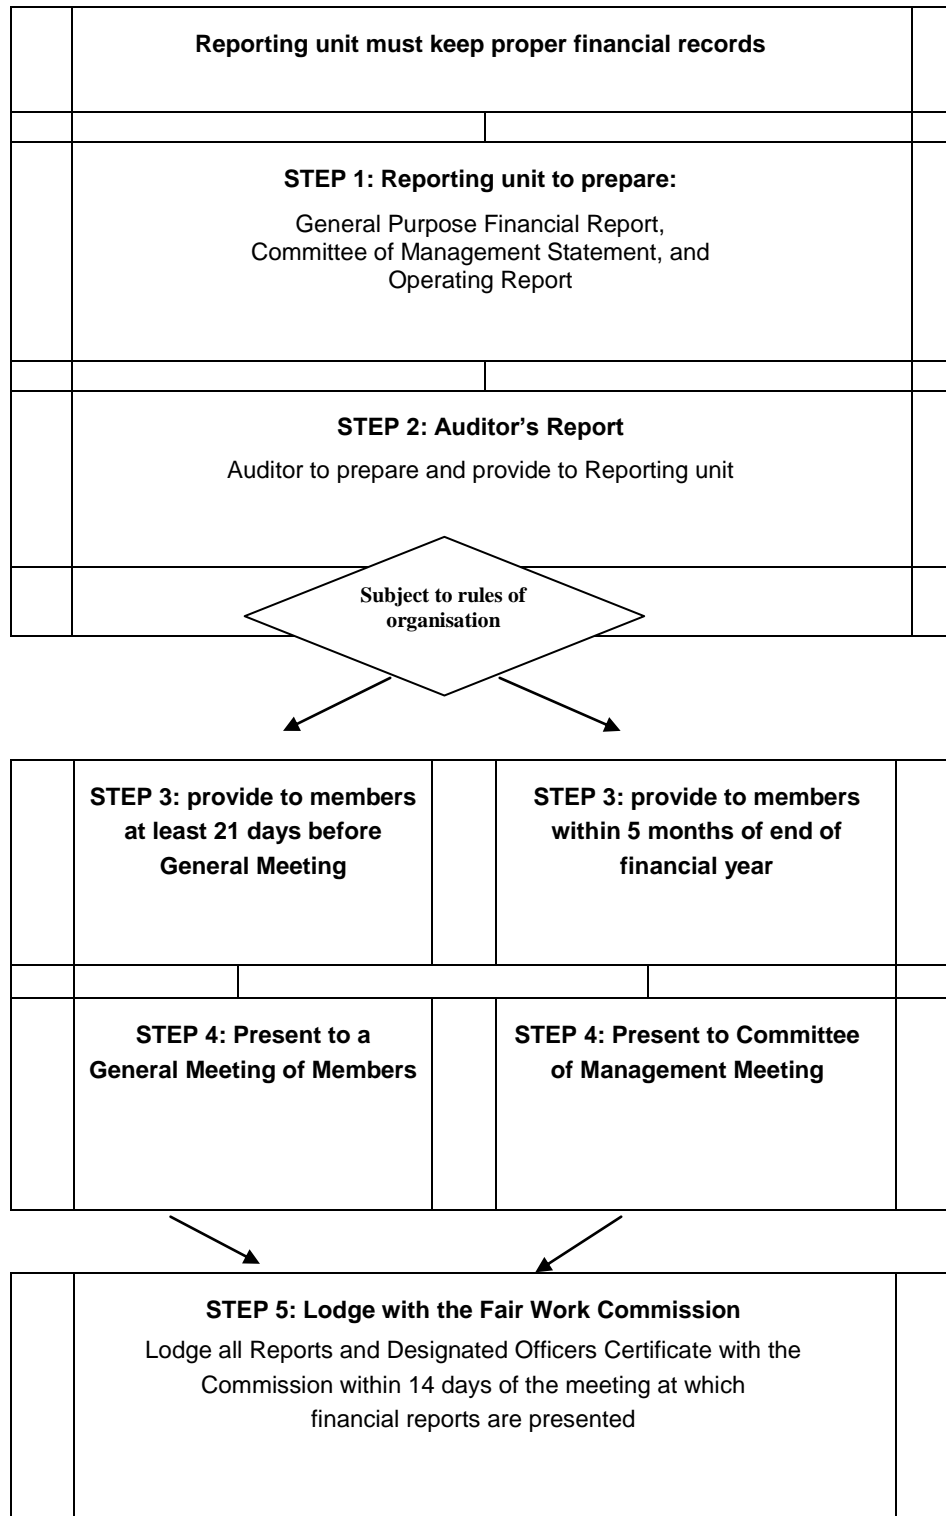 Reporting unit must keep proper financial records
STEP 1: Reporting unit to prepare:
General Purpose Financial Report,
Committee of Management Statement, and
Operating Report
STEP 2: Auditor’s Report
Auditor to prepare and provide to Reporting unit
Subject to rules of
organisation
STEP 3: provide to members
at least 21 days before
General Meeting
STEP 3: provide to members
within 5 months of end of
financial year
STEP 4: Present to a
General Meeting of Members
STEP 4: Present to Committee
of Management Meeting
STEP 5: Lodge with the Fair Work Commission
Lodge all Reports and Designated Officers Certificate with the
Commission within 14 days of the meeting at which
financial reports are presented